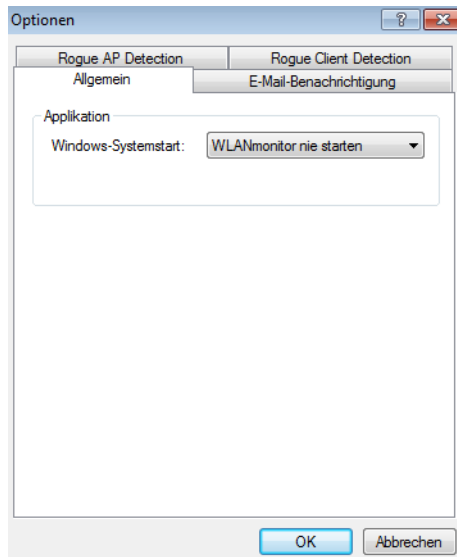 Optionen
Rogue AP Detection Rogue Client Detection
Allgemein E-Mail-Benachrichtigung
Applikation
Windows-Systemstart: WLANmonitor nie starten
OK Abbrechen